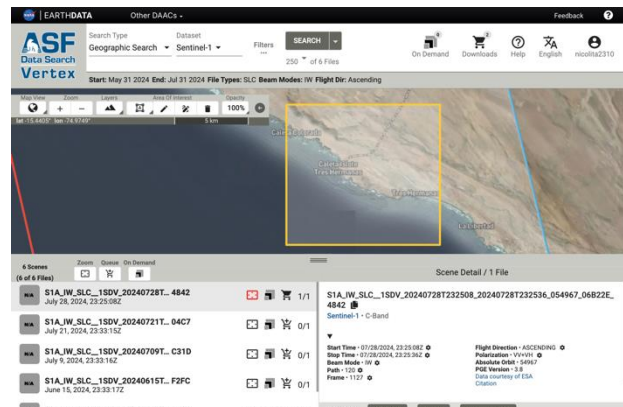 EARTHDATA Other DAACs Feedback
ASF
Data Search
Vertex
Search Type
Geographic Search
Dataset
Sentinel-1
Filters
SEARCH
250 of 6 Files
On Demand
Downloads
Help
English
nicolita2310
Start: May 31 2024 End: Jul 31 2024 File Types: SLC Beam Modes: IW Flight Dir: Ascending
Map View Zoom Layers Area Of Interest Opacity
100%
5 km
Tres Hermanas
La Libertad
6 Scenes
(6 of 6 Files)
Zoom Queue On Demand
Scene Detail / 1 File
N/A S1A_IW_SLC__1SDV_20240728T... 4842
July 28, 2024, 23:25:08Z
1/1
N/A S1A_IW_SLC__1SDV_20240721T... 04C7
July 21, 2024, 23:33:15Z
0/1
N/A S1A_IW_SLC__1SDV_20240709T... C31D
July 9, 2024, 23:33:16Z
0/1
N/A S1A_IW_SLC__1SDV_20240615T... F2FC
June 15, 2024, 23:33:17Z
0/1
S1A_IW_SLC__1SDV_20240728T232508_20240728T232536_054967_06B22E_
4842
Sentinel-1 • C-Band
Start Time • 07/28/2024, 23:25:08Z
Stop Time • 07/28/2024, 23:25:36Z
Beam Mode • IW
Path • 120
Frame • 1127
Flight Direction • ASCENDING
Polarization • VV+VH
Absolute Orbit • 54967
PGE Version • 3.8
Data courtesy of ESA
Citation